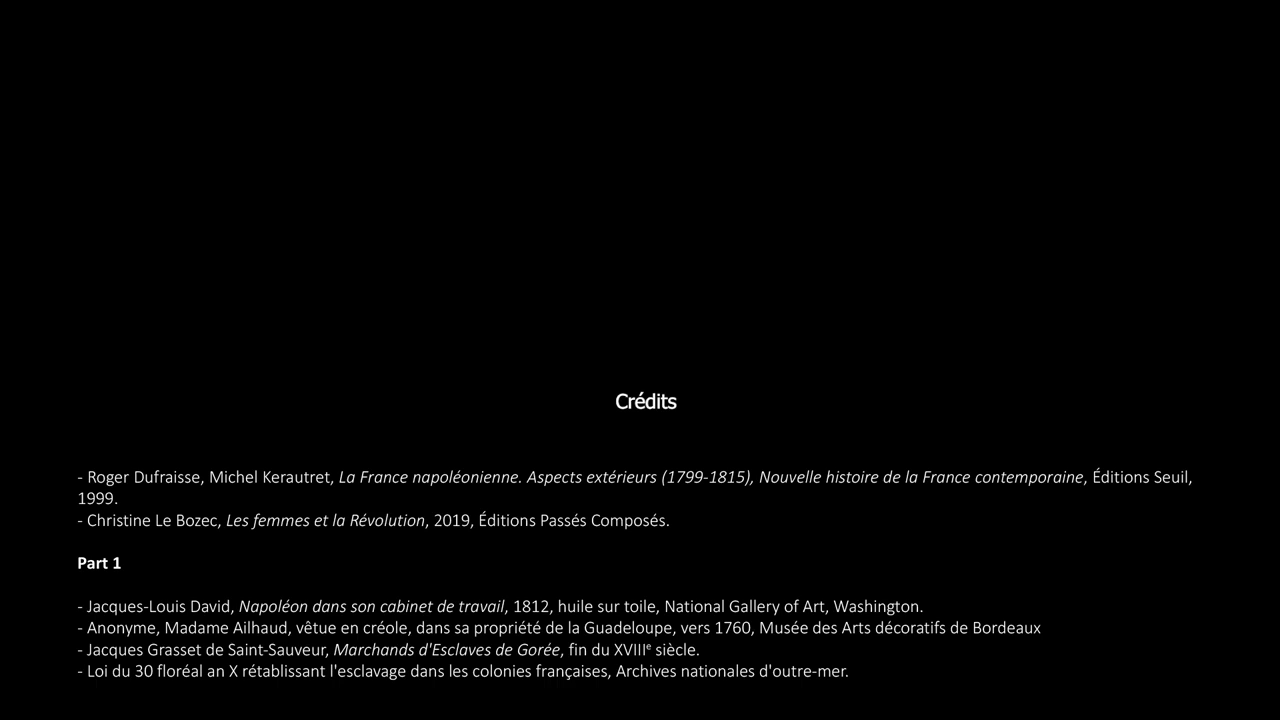 Crédits
- Roger Dufraisse, Michel Kerautret, La France napoléonienne. Aspects extérieurs (1799-1815), Nouvelle histoire de la France contemporaine, Éditions Seuil,
1999.
- Christine Le Bozec, Les femmes et la Révolution, 2019, Éditions Passés Composés.
Part 1
- Jacques-Louis David, Napoléon dans son cabinet de travail, 1812, huile sur toile, National Gallery of Art, Washington.
- Anonyme, Madame Ailhaud, vêtue en créole, dans sa propriété de la Guadeloupe, vers 1760, Musée des Arts décoratifs de Bordeaux
- Jacques Grasset de Saint-Sauveur, Marchands d'Esclaves de Gorée, fin du XVIIIᵉ siècle.
- Loi du 30 floréal an X rétablissant l'esclavage dans les colonies françaises, Archives nationales d'outre-mer.